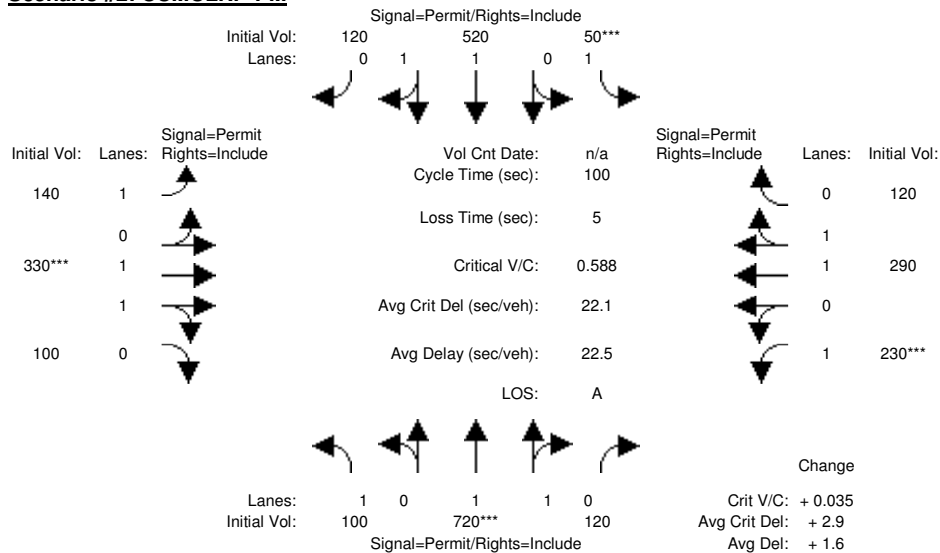 Signal=Permit/Rights=Include
Initial Vol: 120 520 50***
Lanes: 0 1 1 0 1
Signal=Permit Signal=Permit
Initial Vol: Lanes: Rights=Include Vol Cnt Date: n/a Rights=Include Lanes: Initial Vol:
Cycle Time (sec): 100
140 1 0 120
Loss Time (sec): 5
0 1
330*** 1 Critical V/C: 0.588 1 290
1 Avg Crit Del (sec/veh): 22.1 0
100 0 Avg Delay (sec/veh): 22.5 1 230***
LOS: A
Change
Lanes: 1 0 1 1 0 Crit V/C: + 0.035
Initial Vol: 100 720*** 120 Avg Crit Del: + 2.9
Signal=Permit/Rights=Include Avg Del: + 1.6